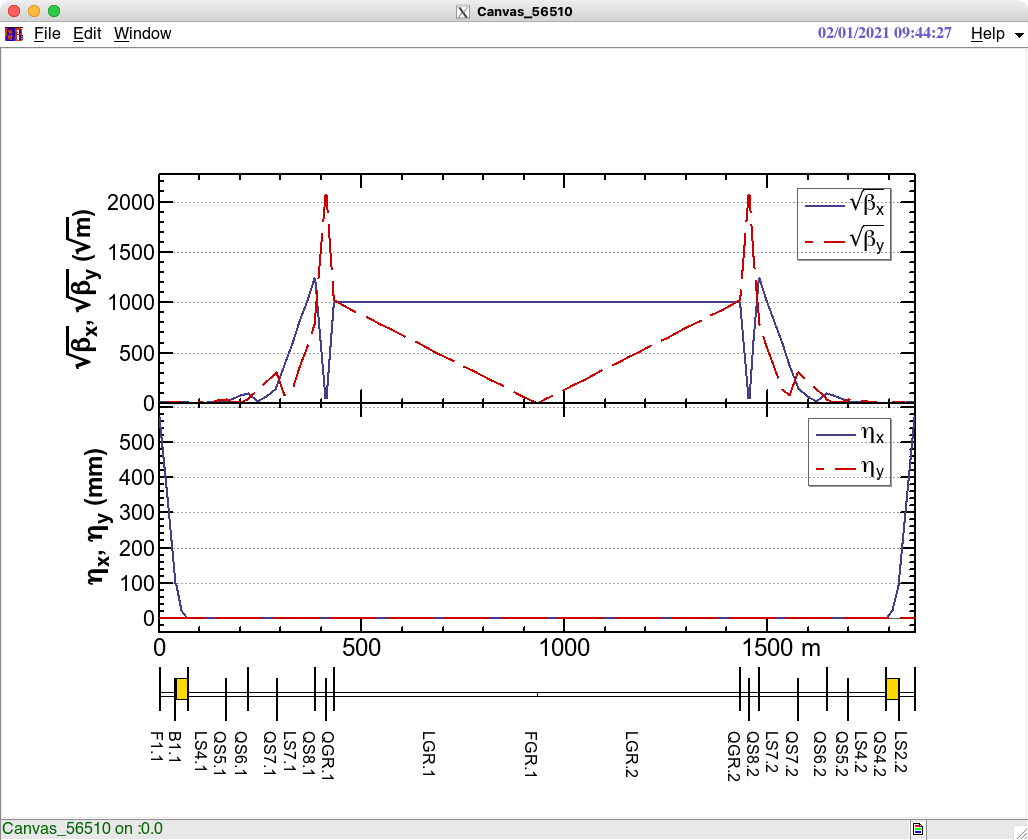 Canvas_56510
File Edit Window 02/01/2021 09:44:27 Help
√βx, √βy (√m)
2000
1500
1000
500
0
√βx
√βy
ηx, ηy (mm)
500
400
300
200
100
0
ηx
ηy
0 500 1000 1500 m
F1.1 B1.1 LS4.1 QS5.1 QS6.1 QS7.1 LS7.1 QS8.1 QGR.1 LGR.1 FGR.1 LGR.2 QGR.2 QS8.2 LS7.2 QS7.2 QS6.2 QS5.2 LS4.2 QS4.2 LS2.2
Canvas_56510 on :0.0